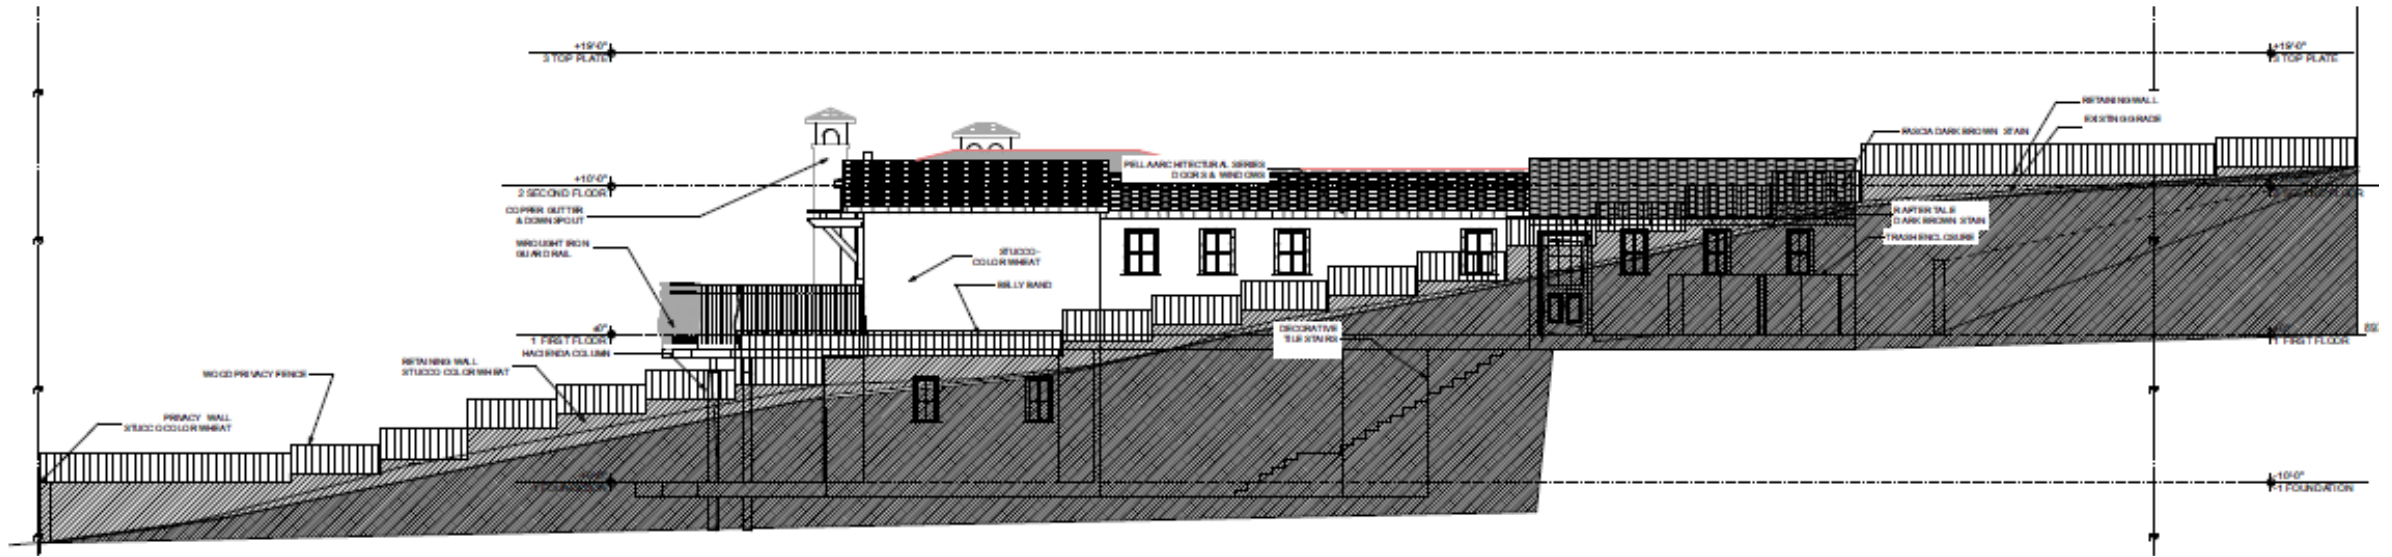 +19'-0"
3 TOP PLATE
+19'-0"
3 TOP PLATE
RETAINING WALL
EXISTING GRADE
FASCIA DARK BROWN STAIN
PELLA ARCHITECTURAL SERIES
DOORS & WINDOWS
+10'-0"
2 SECOND FLOOR
COPPER GUTTER
& DOWNSPOUT
RAFTER TALE
DARK BROWN STAIN
TRASH ENCLOSURE
WROUGHT IRON
GUARD RAIL
STUCCO-
COLOR WHEAT
BELLY BAND
±0"
1 FIRST FLOOR
DECORATIVE
TILE STAIRS
1 FIRST FLOOR
HACIENDA COLUMN
RETAINING WALL
STUCCO COLOR WHEAT
WOOD PRIVACY FENCE
PRIVACY WALL
STUCCO COLOR WHEAT
-10'-0"
-1 FOUNDATION